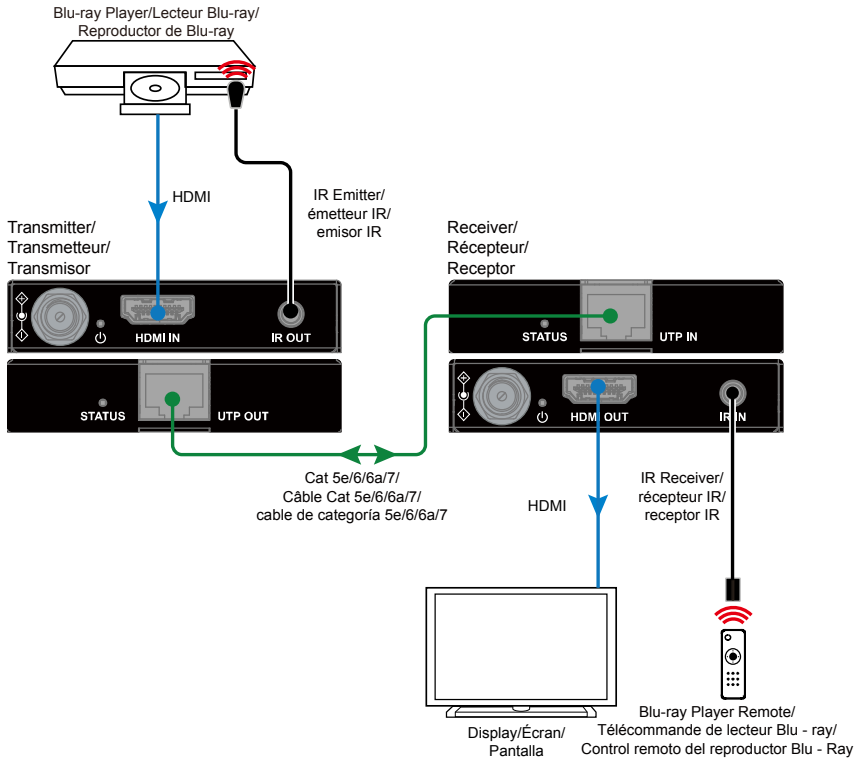 Blu-ray Player/Lecteur Blu-ray/
Reproductor de Blu-ray
HDMI
IR Emitter/
émetteur IR/
emisor IR
Transmitter/
Transmetteur/
Transmisor
HDMI IN
IR OUT
STATUS
UTP OUT
Receiver/
Récepteur/
Receptor
STATUS
UTP IN
HDMI OUT
IR IN
Cat 5e/6/6a/7/
Câble Cat 5e/6/6a/7/
cable de categoría 5e/6/6a/7
HDMI
IR Receiver/
récepteur IR/
receptor IR
Display/Écran/
Pantalla
Blu-ray Player Remote/
Télécommande de lecteur Blu - ray/
Control remoto del reproductor Blu - Ray